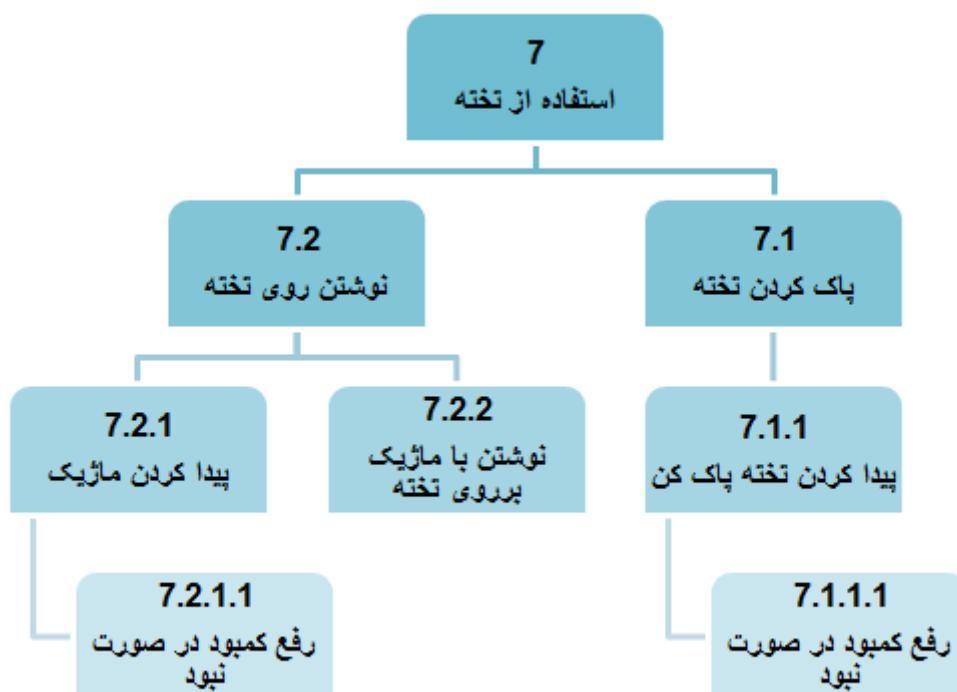 7
استفاده از تخته
7.1
پاک کردن تخته
7.2
نوشتن روی تخته
7.1.1
پیدا کردن تخته پاک کن
7.2.2
نوشتن با ماژیک
برروی تخته
7.2.1
پیدا کردن ماژیک
7.1.1.1
رفع کمبود در صورت
نبود
7.2.1.1
رفع کمبود در صورت
نبود